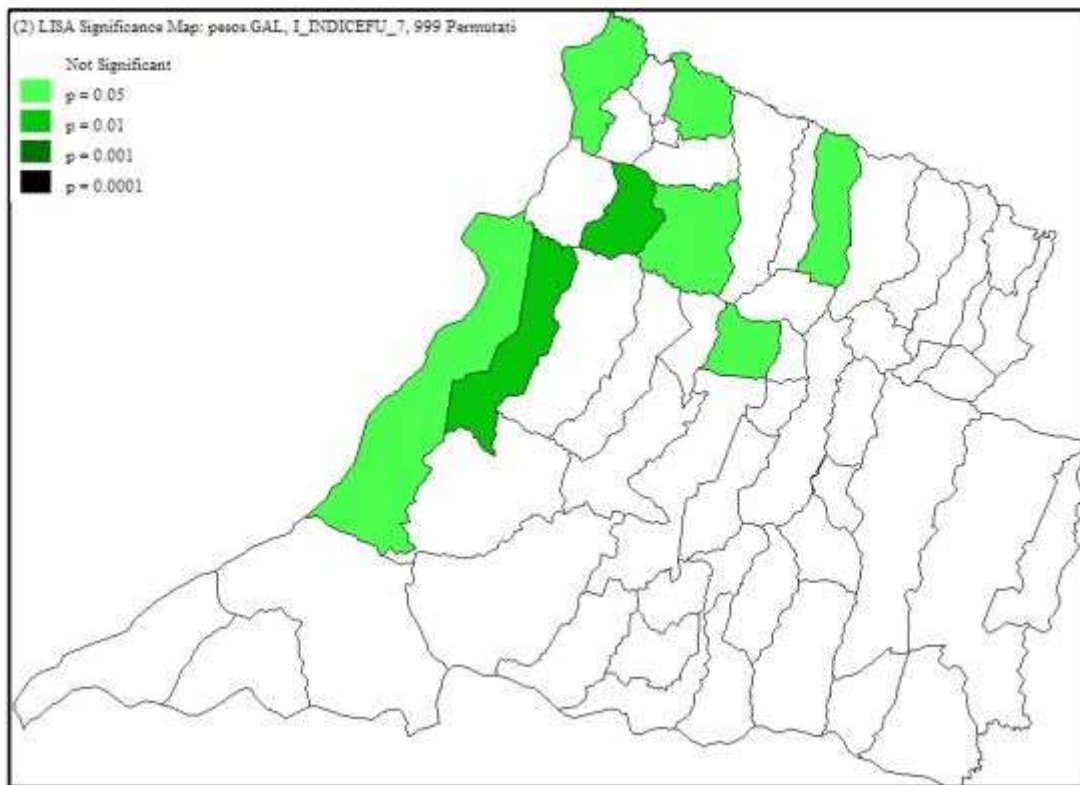 (2) LISA Significance Map: pesos.GAL, I_INDICEFU_7, 999 Permutati
Not Significant
p = 0.05
p = 0.01
p = 0.001
p = 0.0001